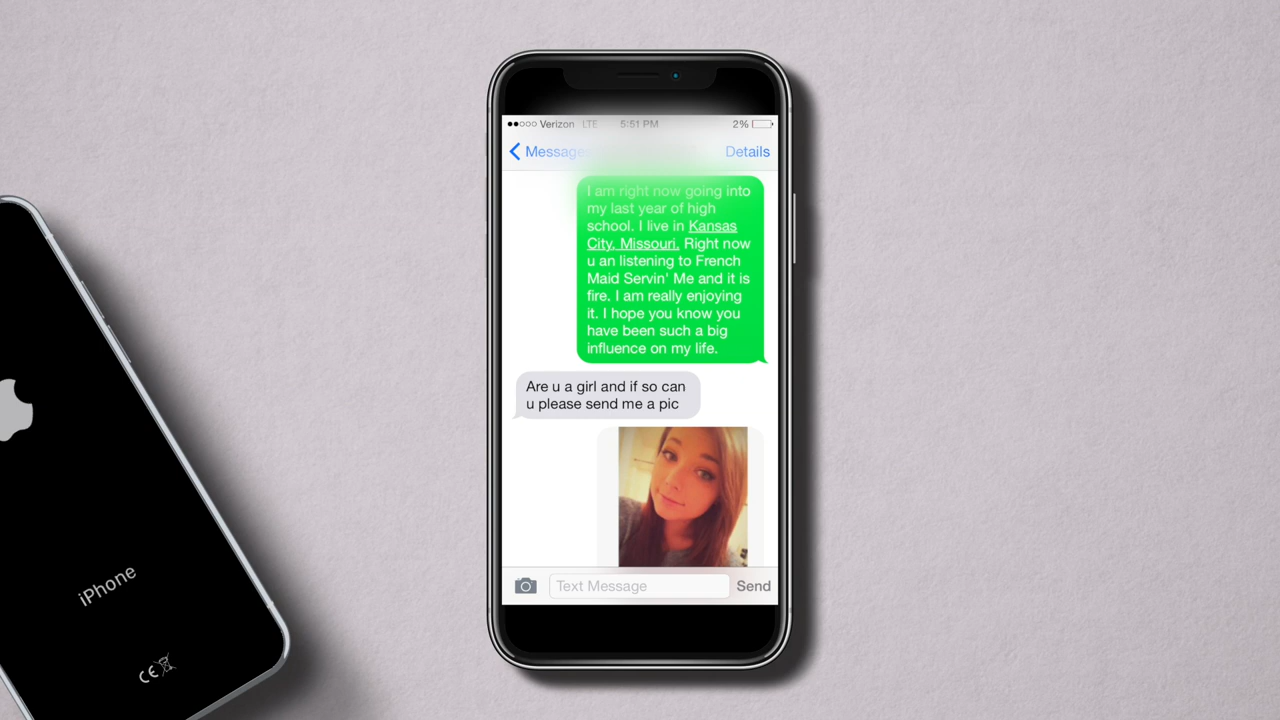 Verizon LTE 5:51 PM 2%
Message Details
I am right now going into
my last year of high
school. I live in Kansas
City, Missouri. Right now
u an listening to French
Maid Servin' Me and it is
fire. I am really enjoying
it. I hope you know you
have been such a big
influence on my life.
Are u a girl and if so can
u please send me a pic
Text Message Send
iPhone
CE